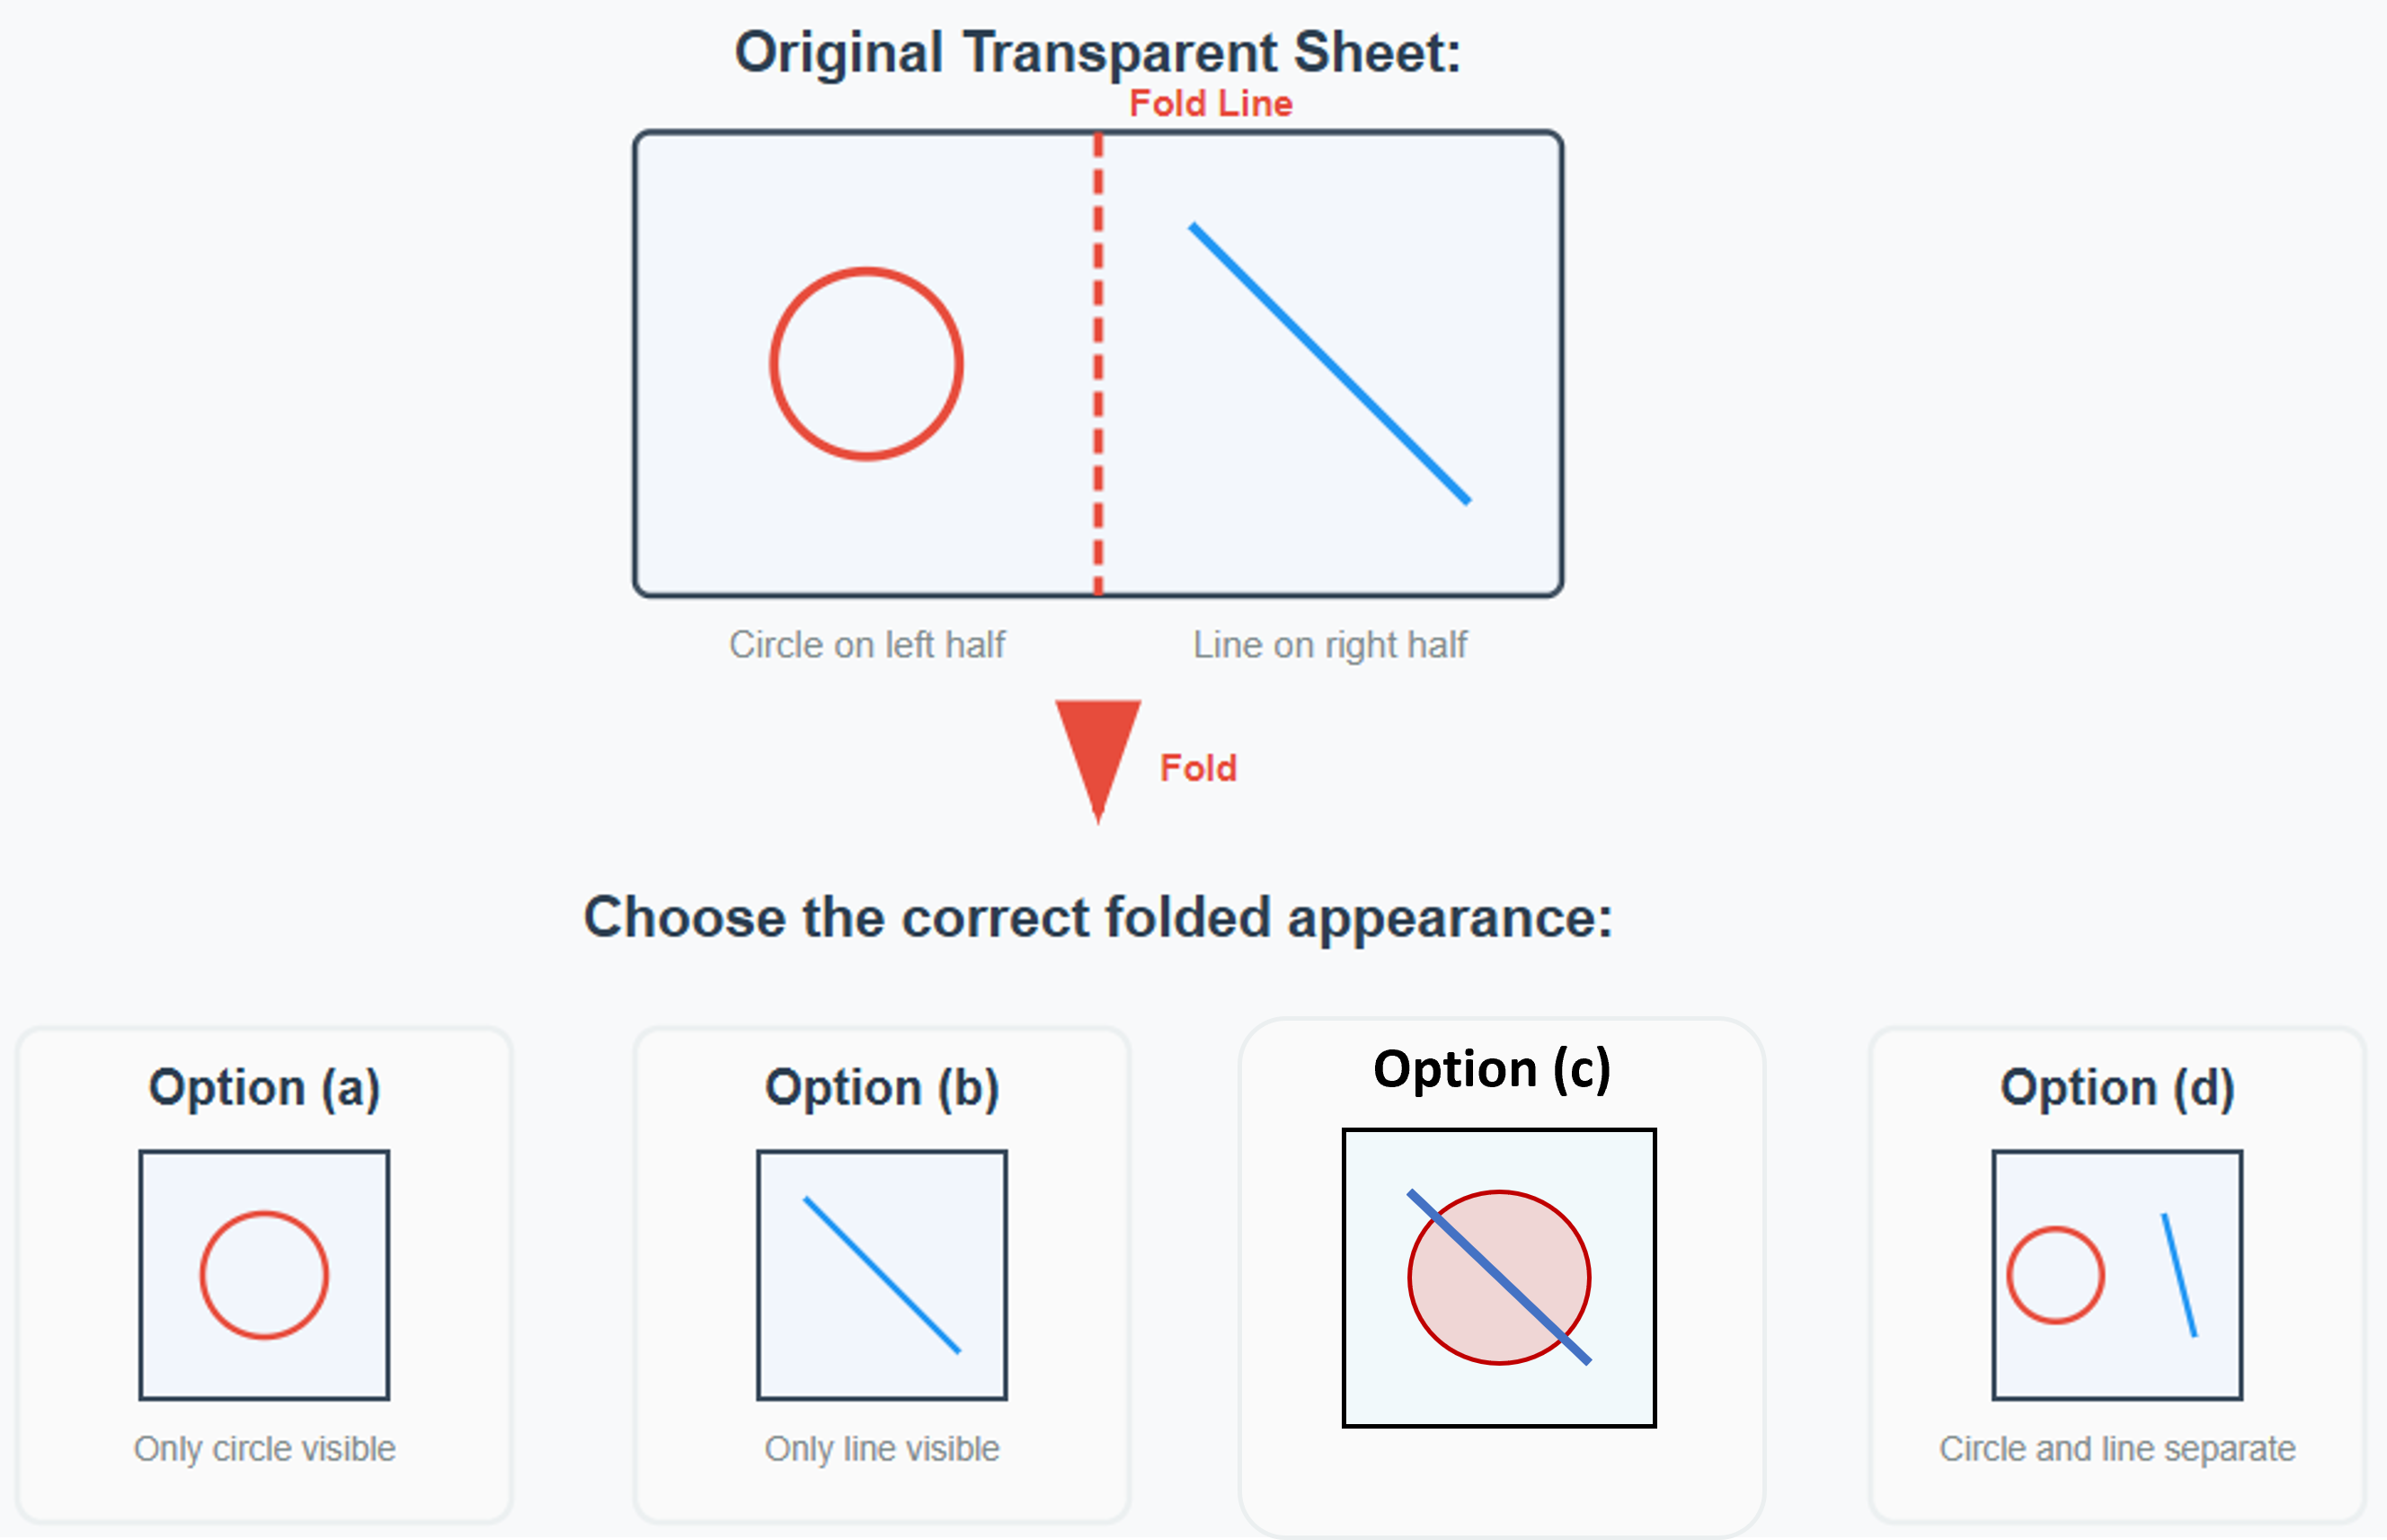 Original Transparent Sheet:
Fold Line
Circle on left half
Line on right half
Fold
Choose the correct folded appearance:
Option (a)
Option (b)
Option (c)
Option (d)
Only circle visible
Only line visible
Circle and line separate